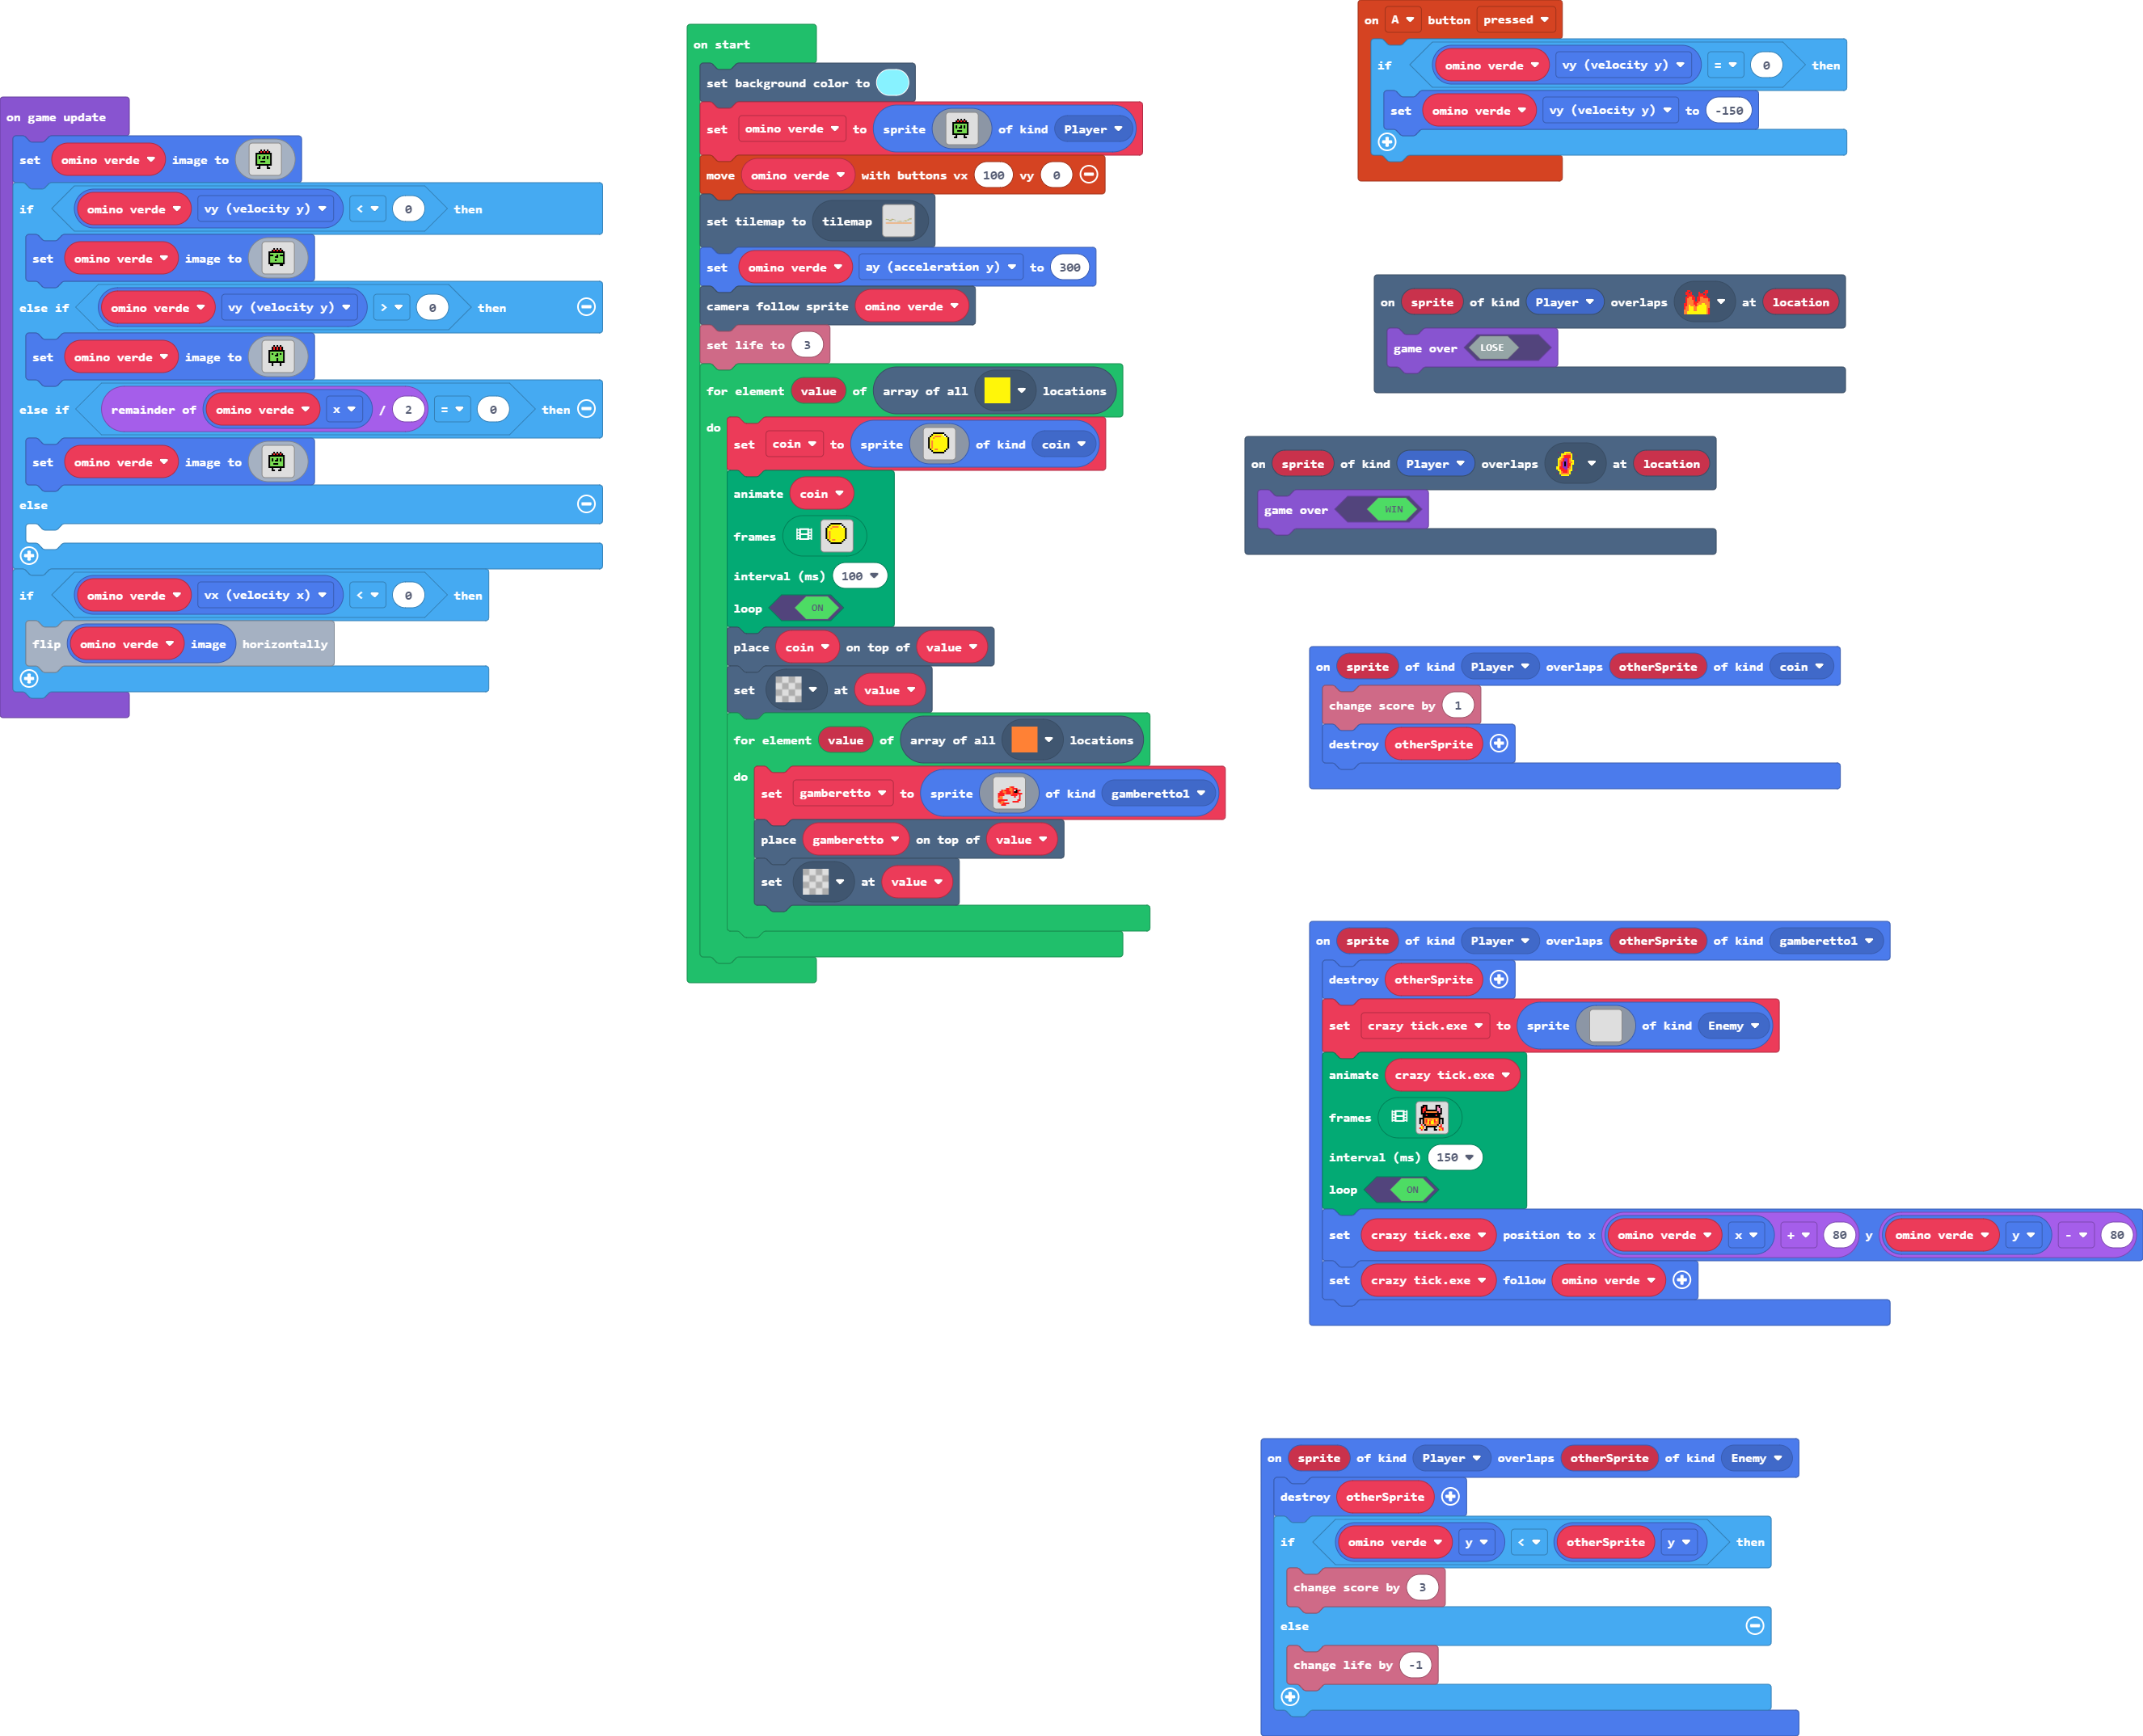 on game update
set omino verde image to
if omino verde vy (velocity y) < 0 then
set omino verde image to
else if omino verde vy (velocity y) > 0 then
set omino verde image to
else if remainder of omino verde x / 2 = 0 then
set omino verde image to
else
if omino verde vx (velocity x) < 0 then
flip omino verde image horizontally
on start
set background color to
set omino verde to sprite of kind Player
move omino verde with buttons vx 100 vy 0
set tilemap to tilemap
set omino verde ay (acceleration y) to 300
camera follow sprite omino verde
set life to 3
for element value of array of all locations
do
set coin to sprite of kind coin
animate coin
frames
interval (ms) 100
loop ON
place coin on top of value
set at value
for element value of array of all locations
do
set gamberetto to sprite of kind gamberetto1
place gamberetto on top of value
set at value
on A button pressed
if omino verde vy (velocity y) = 0 then
set omino verde vy (velocity y) to -150
on sprite of kind Player overlaps at location
game over LOSE
on sprite of kind Player overlaps at location
game over WIN
on sprite of kind Player overlaps otherSprite of kind coin
change score by 1
destroy otherSprite
on sprite of kind Player overlaps otherSprite of kind gamberetto1
destroy otherSprite
set crazy tick.exe to sprite of kind Enemy
animate crazy tick.exe
frames
interval (ms) 150
loop ON
set crazy tick.exe position to x omino verde x + 80 y omino verde y - 80
set crazy tick.exe follow omino verde
on sprite of kind Player overlaps otherSprite of kind Enemy
destroy otherSprite
if omino verde y < otherSprite y then
change score by 3
else
change life by -1